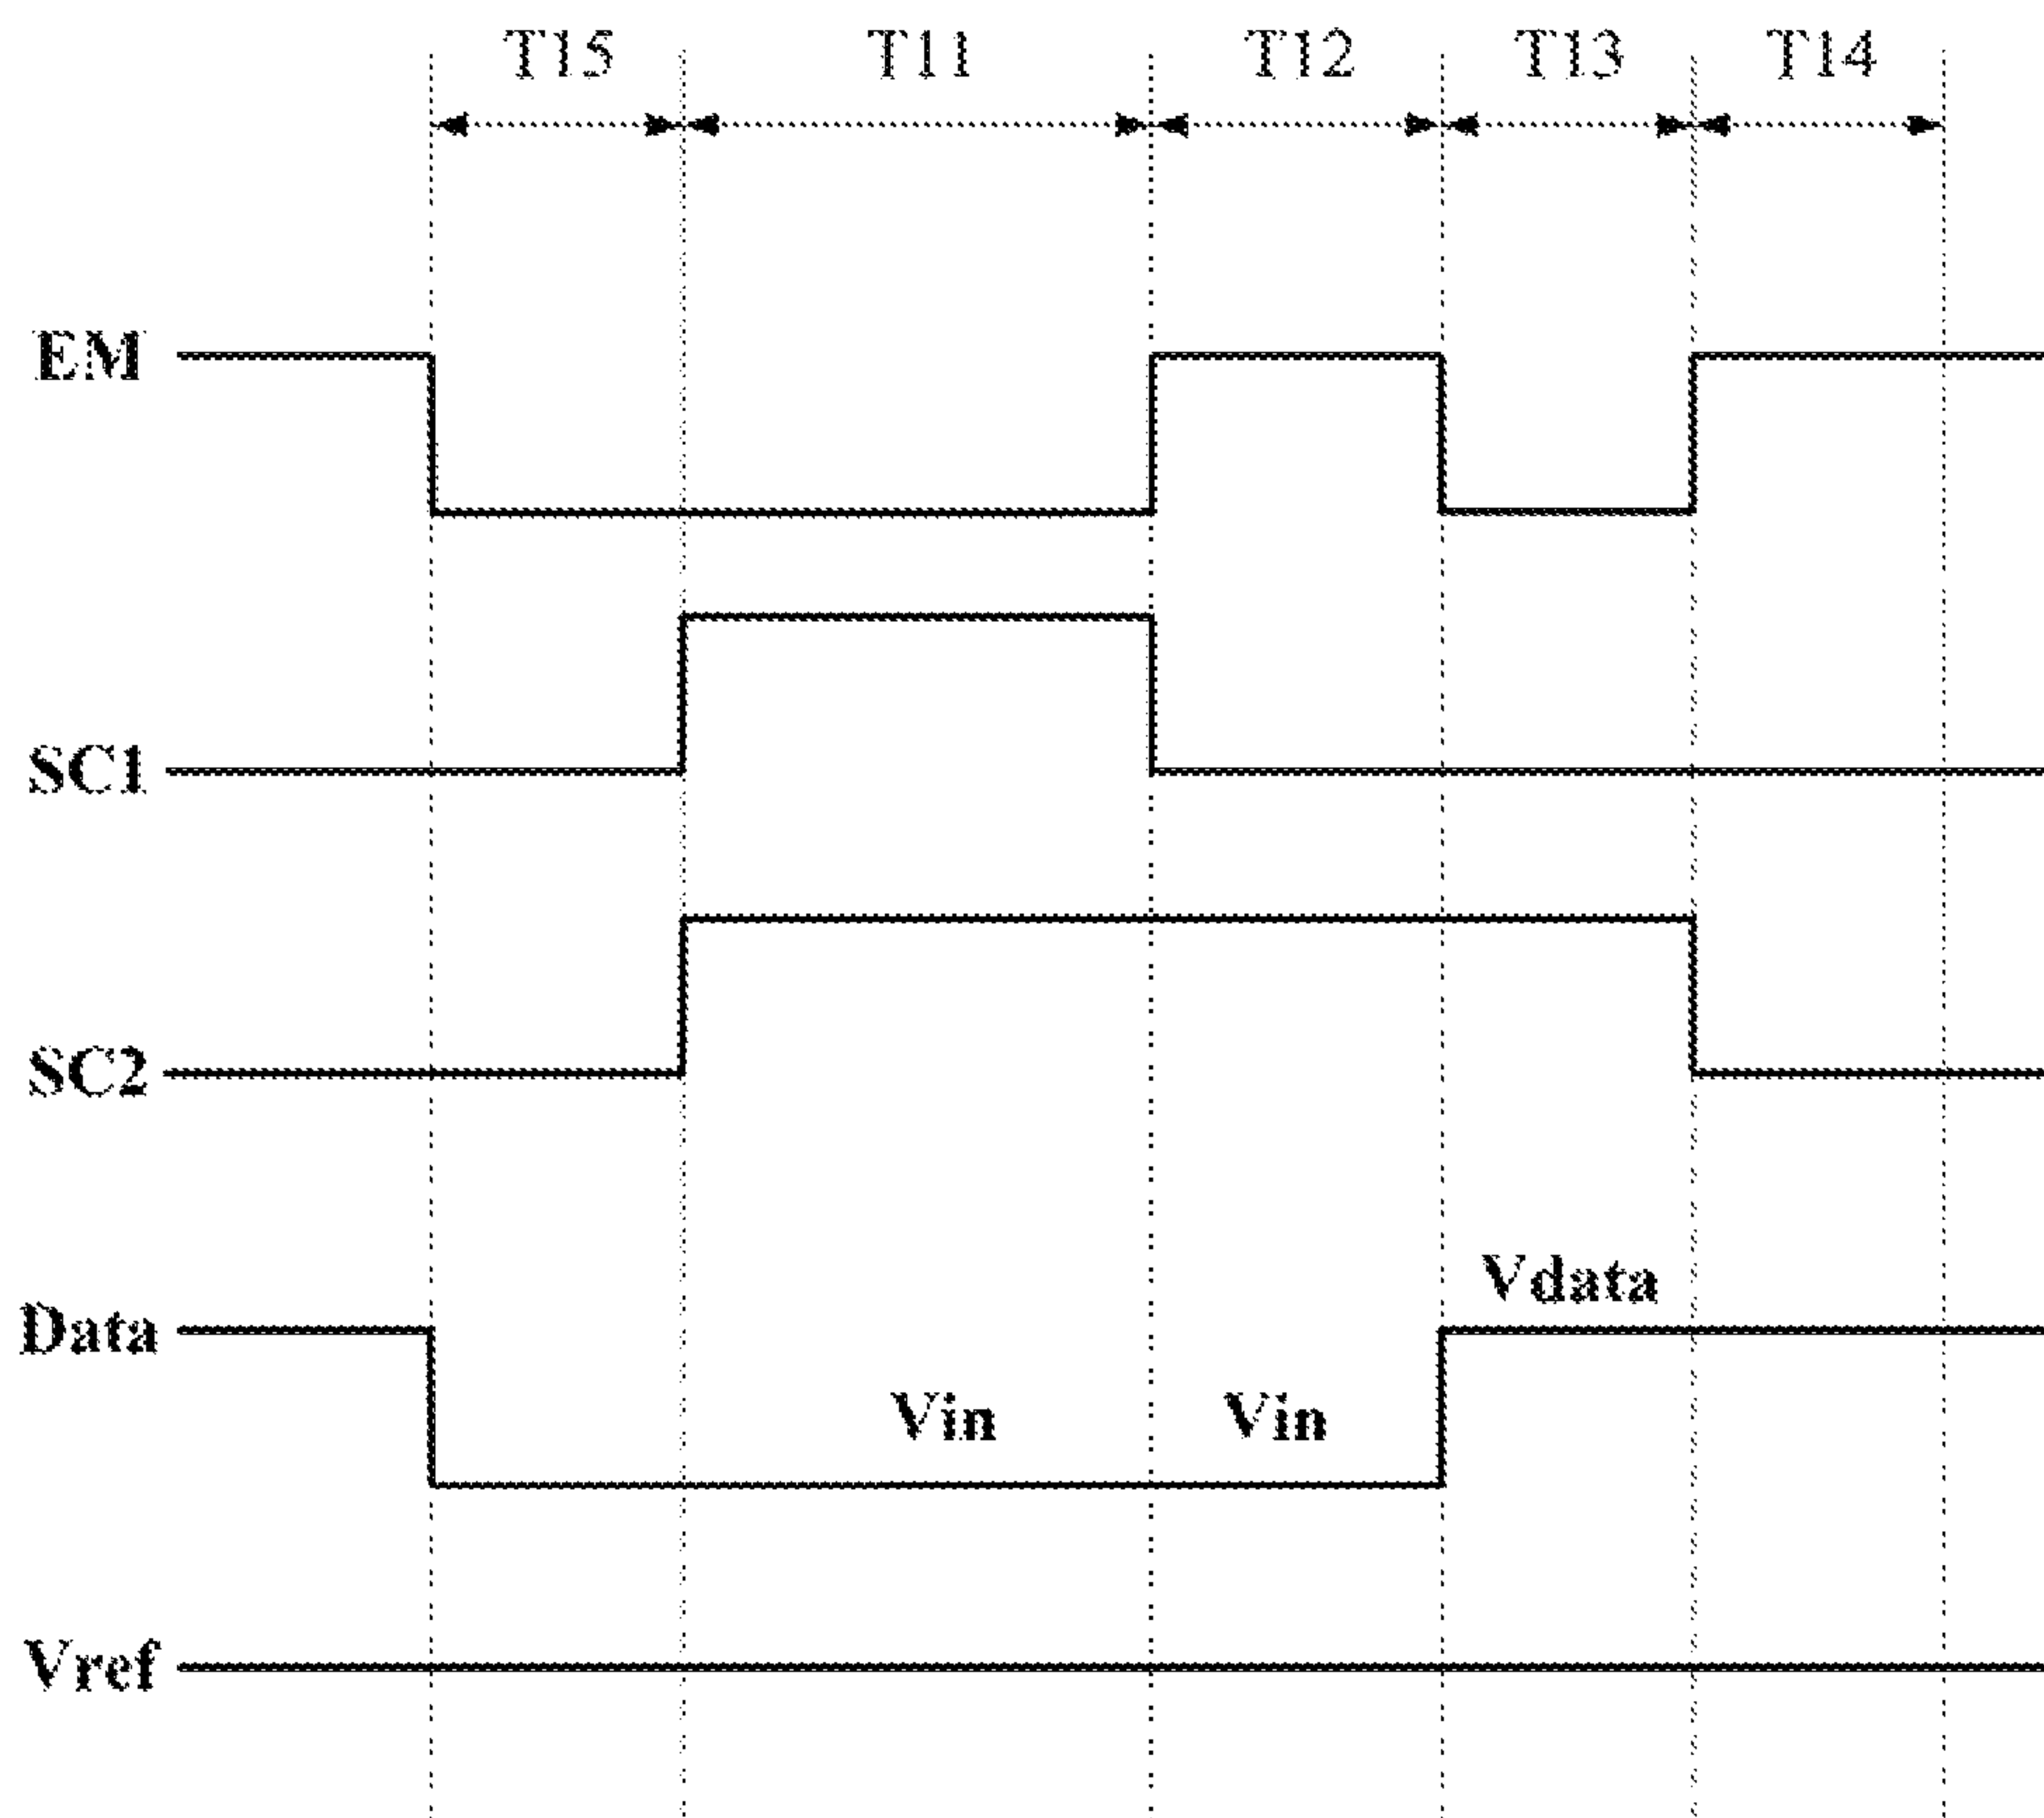 T15 T11 T12 T13 T14
EM
SC1
SC2
Vdata
Data
Vin Vin
Vref